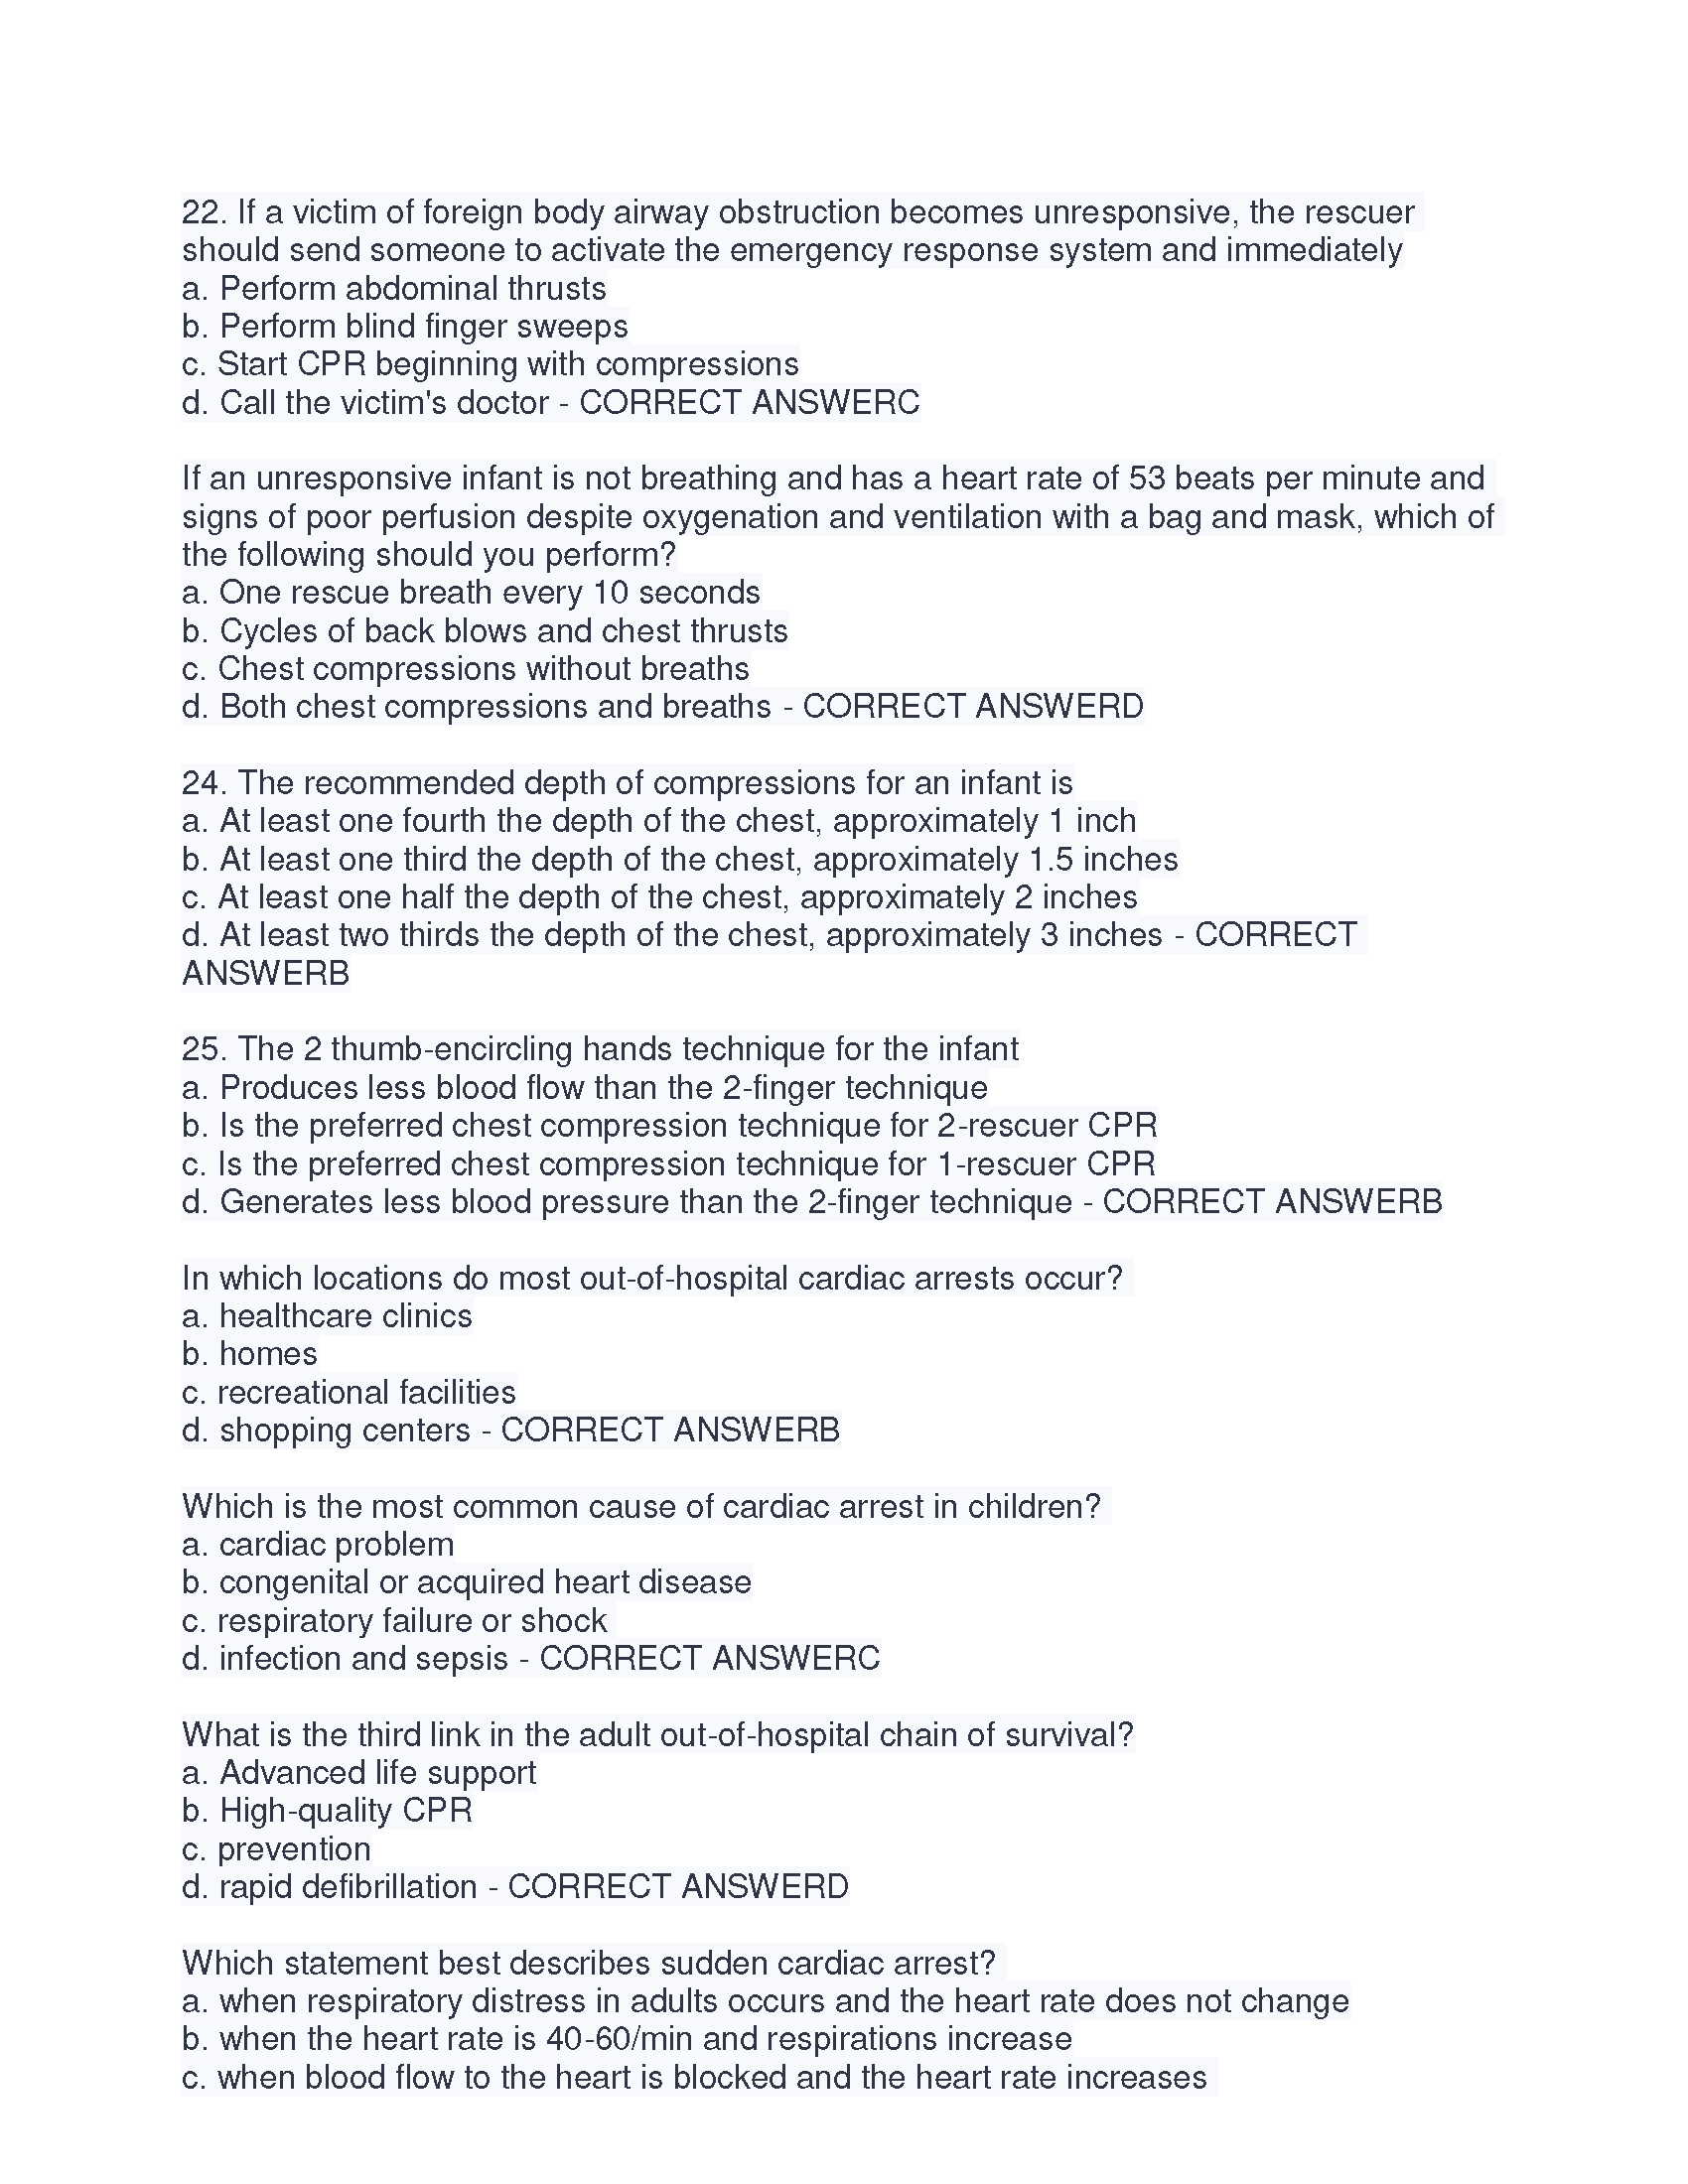 22. If a victim of foreign body airway obstruction becomes unresponsive, the rescuer
should send someone to activate the emergency response system and immediately
a. Perform abdominal thrusts
b. Perform blind finger sweeps
c. Start CPR beginning with compressions
d. Call the victim's doctor - CORRECT ANSWERC
If an unresponsive infant is not breathing and has a heart rate of 53 beats per minute and
signs of poor perfusion despite oxygenation and ventilation with a bag and mask, which of
the following should you perform?
a. One rescue breath every 10 seconds
b. Cycles of back blows and chest thrusts
c. Chest compressions without breaths
d. Both chest compressions and breaths - CORRECT ANSWERD
24. The recommended depth of compressions for an infant is
a. At least one fourth the depth of the chest, approximately 1 inch
b. At least one third the depth of the chest, approximately 1.5 inches
c. At least one half the depth of the chest, approximately 2 inches
d. At least two thirds the depth of the chest, approximately 3 inches - CORRECT
ANSWERB
25. The 2 thumb-encircling hands technique for the infant
a. Produces less blood flow than the 2-finger technique
b. Is the preferred chest compression technique for 2-rescuer CPR
c. Is the preferred chest compression technique for 1-rescuer CPR
d. Generates less blood pressure than the 2-finger technique - CORRECT ANSWERB
In which locations do most out-of-hospital cardiac arrests occur?
a. healthcare clinics
b. homes
c. recreational facilities
d. shopping centers - CORRECT ANSWERB
Which is the most common cause of cardiac arrest in children?
a. cardiac problem
b. congenital or acquired heart disease
c. respiratory failure or shock
d. infection and sepsis - CORRECT ANSWERC
What is the third link in the adult out-of-hospital chain of survival?
a. Advanced life support
b. High-quality CPR
c. prevention
d. rapid defibrillation - CORRECT ANSWERD
Which statement best describes sudden cardiac arrest?
a. when respiratory distress in adults occurs and the heart rate does not change
b. when the heart rate is 40-60/min and respirations increase
c. when blood flow to the heart is blocked and the heart rate increases